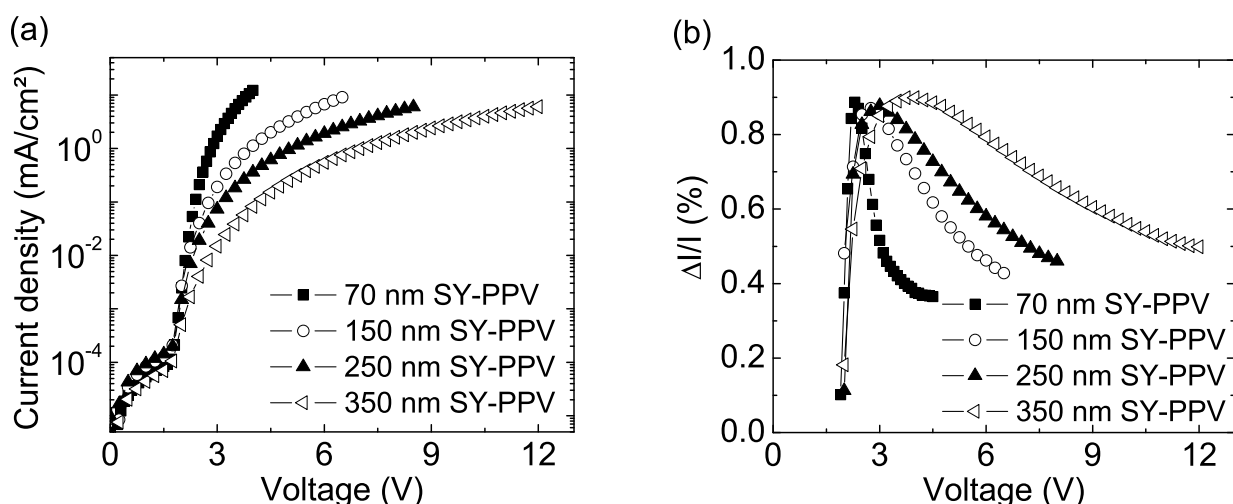 (a)
Current density (mA/cm²)
10⁰
10⁻²
10⁻⁴
0 3 6 9 12
Voltage (V)
70 nm SY-PPV
150 nm SY-PPV
250 nm SY-PPV
350 nm SY-PPV
(b)
ΔI/I (%)
1.0
0.8
0.6
0.4
0.2
0.0
0 3 6 9 12
Voltage (V)
70 nm SY-PPV
150 nm SY-PPV
250 nm SY-PPV
350 nm SY-PPV